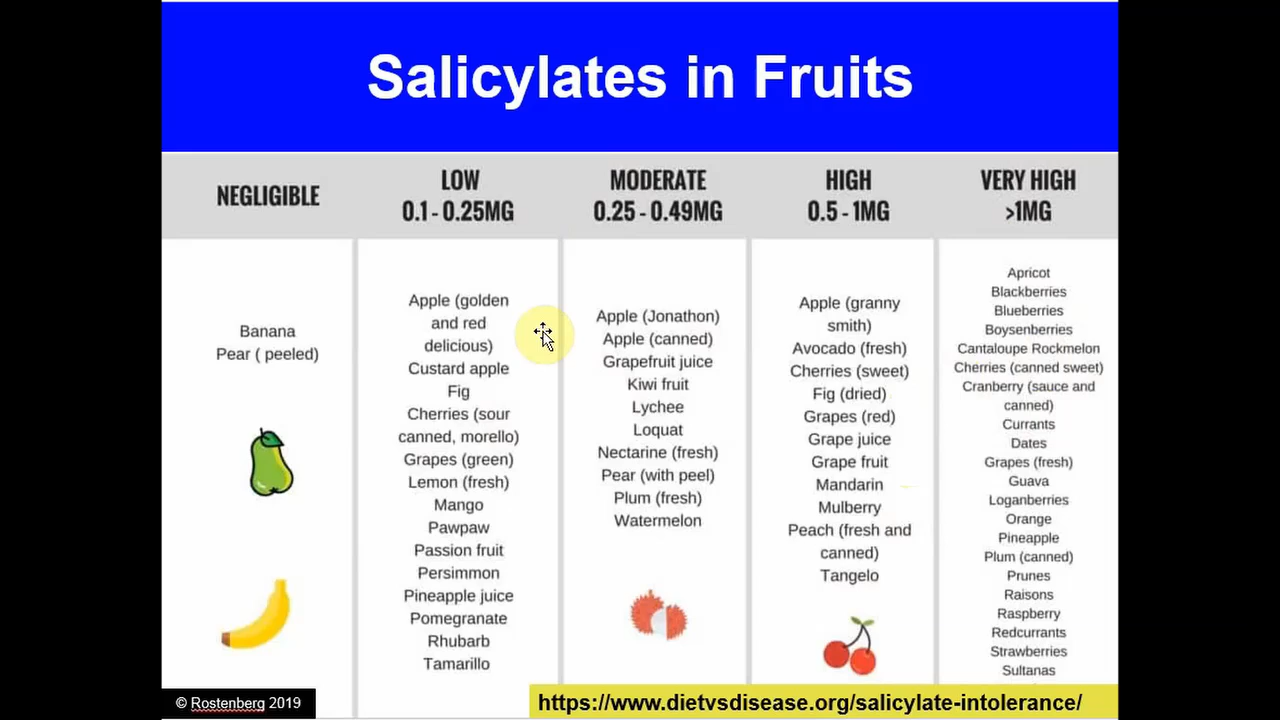 Salicylates in Fruits
NEGLIGIBLE
Banana
Pear ( peeled)
LOW
0.1 - 0.25MG
Apple (golden
and red
delicious)
Custard apple
Fig
Cherries (sour
canned, morello)
Grapes (green)
Lemon (fresh)
Mango
Pawpaw
Passion fruit
Persimmon
Pineapple juice
Pomegranate
Rhubarb
Tamarillo
MODERATE
0.25 - 0.49MG
Apple (Jonathon)
Apple (canned)
Grapefruit juice
Kiwi fruit
Lychee
Loquat
Nectarine (fresh)
Pear (with peel)
Plum (fresh)
Watermelon
HIGH
0.5 - 1MG
Apple (granny
smith)
Avocado (fresh)
Cherries (sweet)
Fig (dried)
Grapes (red)
Grape juice
Grape fruit
Mandarin
Mulberry
Peach (fresh and
canned)
Tangelo
VERY HIGH
>1MG
Apricot
Blackberries
Blueberries
Boysenberries
Cantaloupe Rockmelon
Cherries (canned sweet)
Cranberry (sauce and
canned)
Currants
Dates
Grapes (fresh)
Guava
Loganberries
Orange
Pineapple
Plum (canned)
Prunes
Raisons
Raspberry
Redcurrants
Strawberries
Sultanas
© Rostenberg 2019
https://www.dietvsdisease.org/salicylate-intolerance/